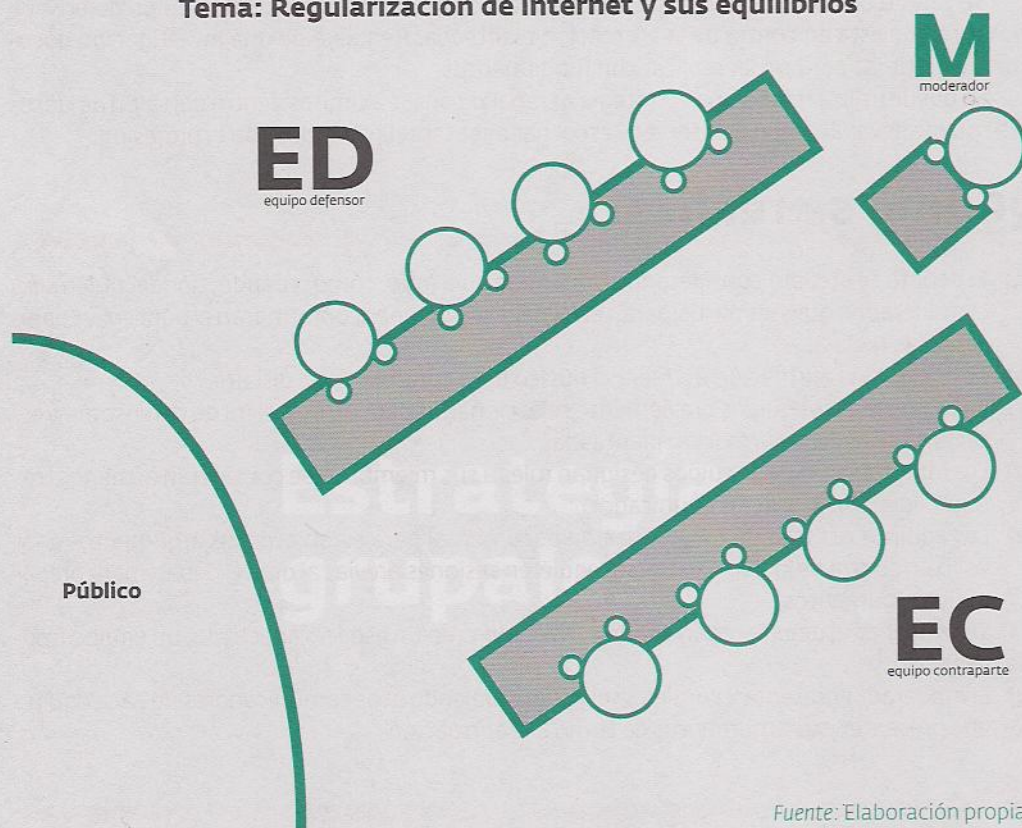 Tema: Regularización de internet y sus equilibrios
M
moderador
ED
equipo defensor
Público
EC
equipo contraparte
Fuente: Elaboración propia